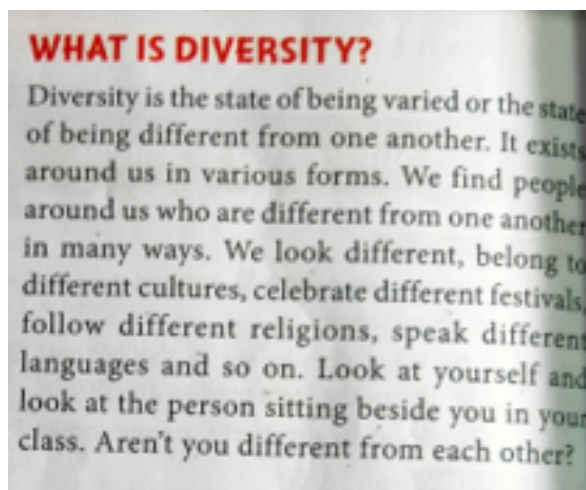 WHAT IS DIVERSITY?
Diversity is the state of being varied or the state
of being different from one another. It exists
around us in various forms. We find people
around us who are different from one another
in many ways. We look different, belong to
different cultures, celebrate different festivals,
follow different religions, speak different
languages and so on. Look at yourself and
look at the person sitting beside you in your
class. Aren't you different from each other?